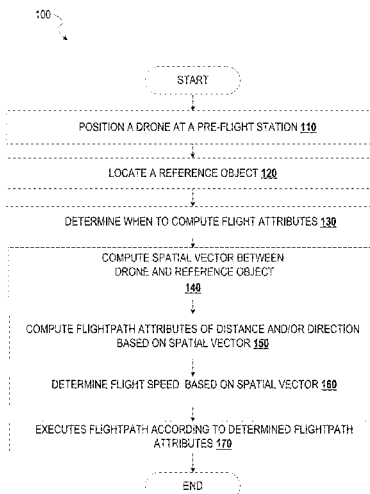 100
START
POSITION A DRONE AT A PRE-FLIGHT STATION 110
LOCATE A REFERENCE OBJECT 120
DETERMINE WHEN TO COMPUTE FLIGHT ATTRIBUTES 130
COMPUTE SPATIAL VECTOR BETWEEN
DRONE AND REFERENCE OBJECT
140
COMPUTE FLIGHTPATH ATTRIBUTES OF DISTANCE AND/OR DIRECTION
BASED ON SPATIAL VECTOR 150
DETERMINE FLIGHT SPEED BASED ON SPATIAL VECTOR 160
EXECUTES FLIGHTPATH ACCORDING TO DETERMINED FLIGHTPATH
ATTRIBUTES 170
END